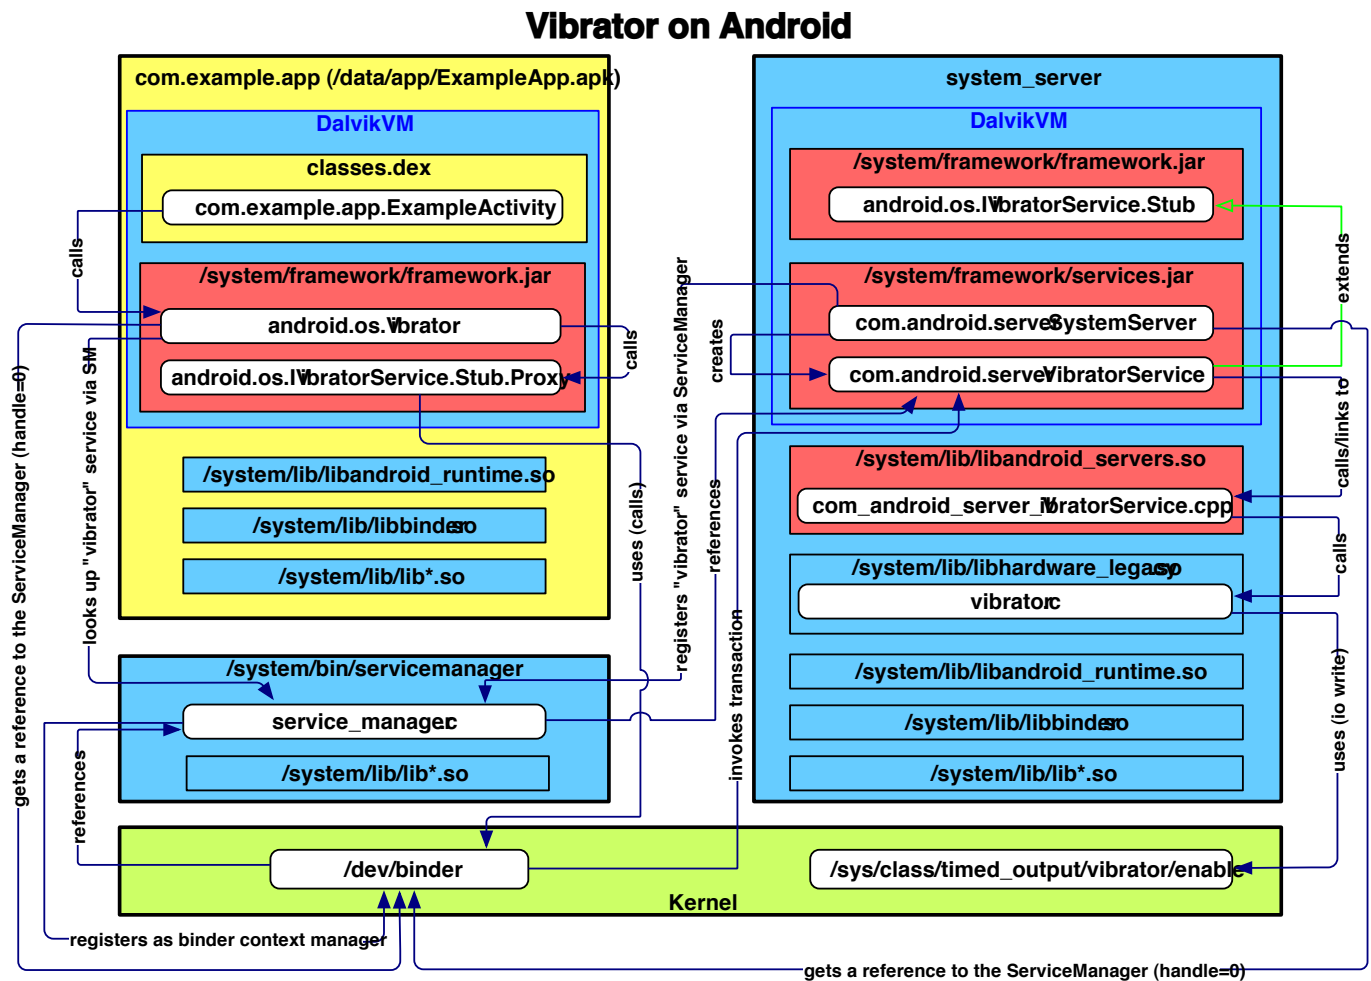 Vibrator on Android
com.example.app (/data/app/ExampleApp.apk)
DalvikVM
classes.dex
com.example.app.ExampleActivity
calls
/system/framework/framework.jar
android.os.Vibrator
calls
android.os.IVibratorService.Stub.Proxy
looks up "vibrator" service via SM
gets a reference to the ServiceManager (handle=0)
/system/lib/libandroid_runtime.so
/system/lib/libbinder.so
/system/lib/lib*.so
uses (calls)
/system/bin/servicemanager
service_manager.c
/system/lib/lib*.so
references
registers "vibrator" service via ServiceManager
creates
references
invokes transaction
system_server
DalvikVM
/system/framework/framework.jar
android.os.IVibratorService.Stub
extends
/system/framework/services.jar
com.android.server.SystemServer
com.android.server.VibratorService
calls/links to
/system/lib/libandroid_servers.so
com_android_server_VibratorService.cpp
calls
/system/lib/libhardware_legacy.so
vibrator.c
/system/lib/libandroid_runtime.so
/system/lib/libbinder.so
/system/lib/lib*.so
uses (io write)
/dev/binder
/sys/class/timed_output/vibrator/enable
Kernel
registers as binder context manager
gets a reference to the ServiceManager (handle=0)